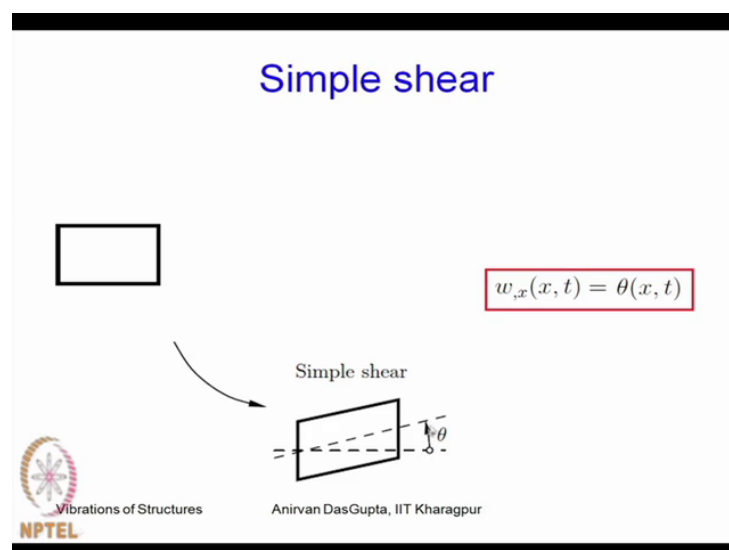 Simple shear
w,x(x, t) = θ(x, t)
Simple shear
θ
Vibrations of Structures
Anirvan DasGupta, IIT Kharagpur
NPTEL